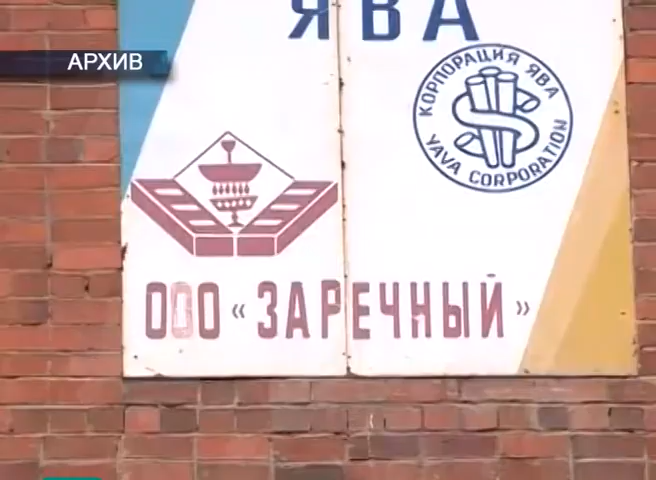 ЯВА
АРХИВ
КОРПОРАЦИЯ ЯВА
YAVA CORPORATION
ООО «ЗАРЕЧНЫЙ»